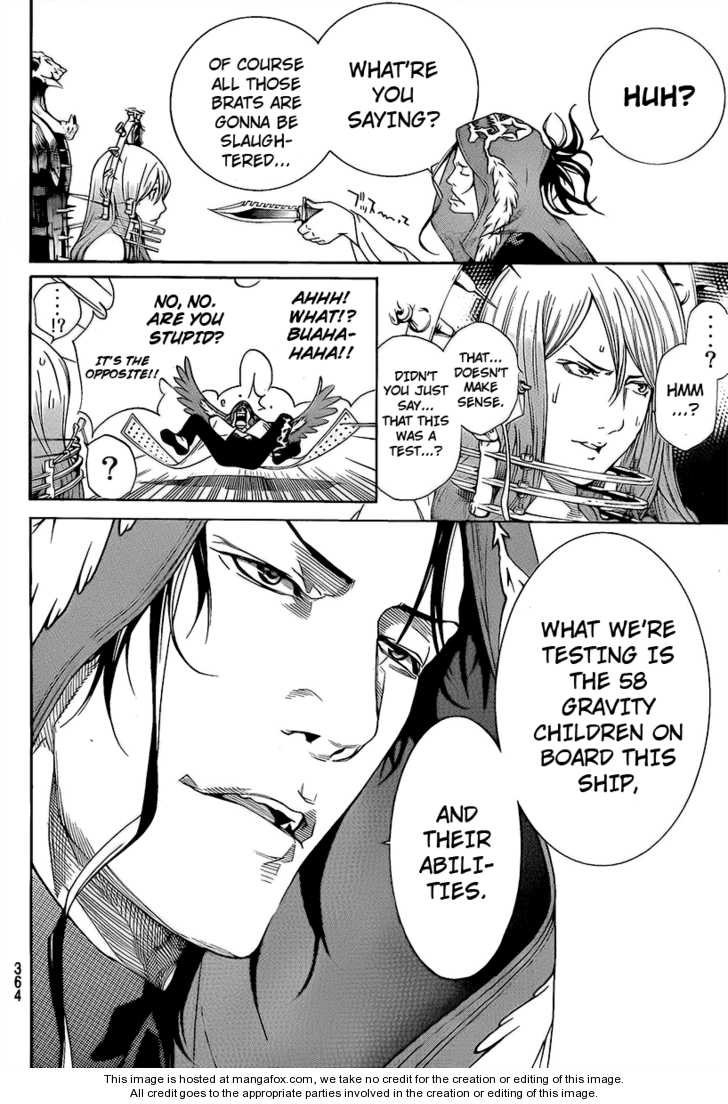 HUH?
WHAT'RE
YOU
SAYING?
OF COURSE
ALL THOSE
BRATS ARE
GONNA BE
SLAUGH-
TERED...
.....?
HMM
...?
THAT...
DOESN'T
MAKE
SENSE.
DIDN'T
YOU JUST
SAY...
THAT THIS
WAS A
TEST...?
AHHH!
WHAT!?
BUAHA-
HAHA!!
NO, NO.
ARE YOU
STUPID?
IT'S THE
OPPOSITE!!
....!?
?
WHAT WE'RE
TESTING IS
THE 58
GRAVITY
CHILDREN ON
BOARD THIS
SHIP,
AND
THEIR
ABILI-
TIES.
364
This image is hosted at mangafox.com, we take no credit for the creation or editing of this image.
All credit goes to the appropriate parties involved in the creation or editing of this image.